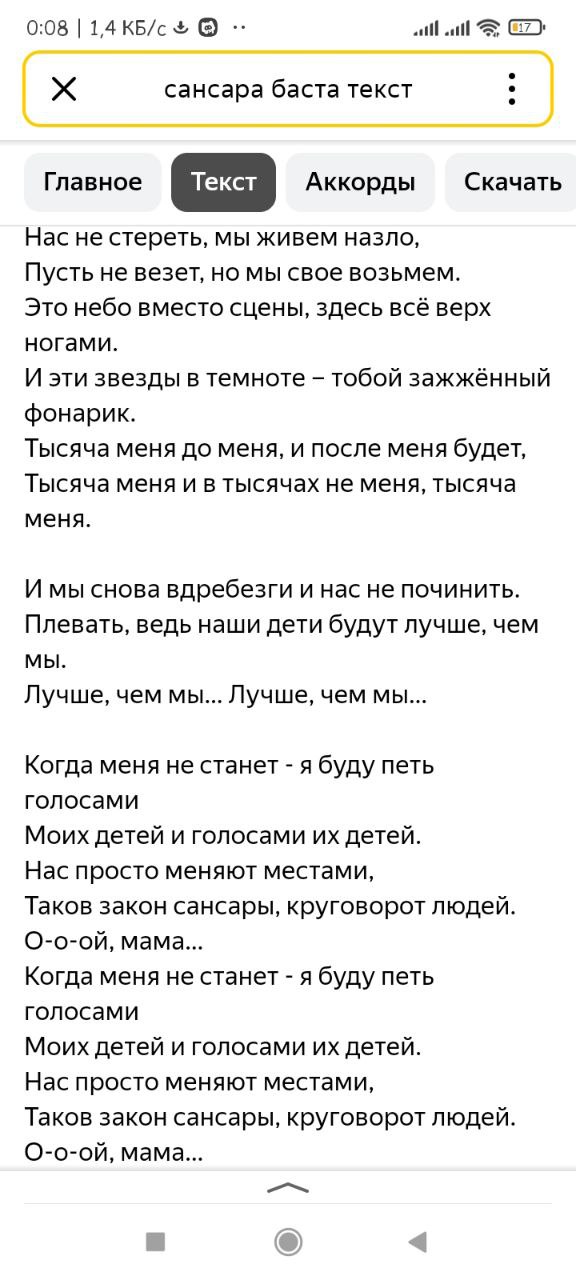 0:08 | 1,4 КБ/с
17
сансара баста текст
Главное Текст Аккорды Скачать
Нас не стереть, мы живем назло,
Пусть не везет, но мы свое возьмем.
Это небо вместо сцены, здесь всё верх
ногами.
И эти звезды в темноте – тобой зажжённый
фонарик.
Тысяча меня до меня, и после меня будет,
Тысяча меня и в тысячах не меня, тысяча
меня.
И мы снова вдребезги и нас не починить.
Плевать, ведь наши дети будут лучше, чем
мы.
Лучше, чем мы... Лучше, чем мы...
Когда меня не станет - я буду петь
голосами
Моих детей и голосами их детей.
Нас просто меняют местами,
Таков закон сансары, круговорот людей.
О-о-ой, мама...
Когда меня не станет - я буду петь
голосами
Моих детей и голосами их детей.
Нас просто меняют местами,
Таков закон сансары, круговорот людей.
О-о-ой, мама...